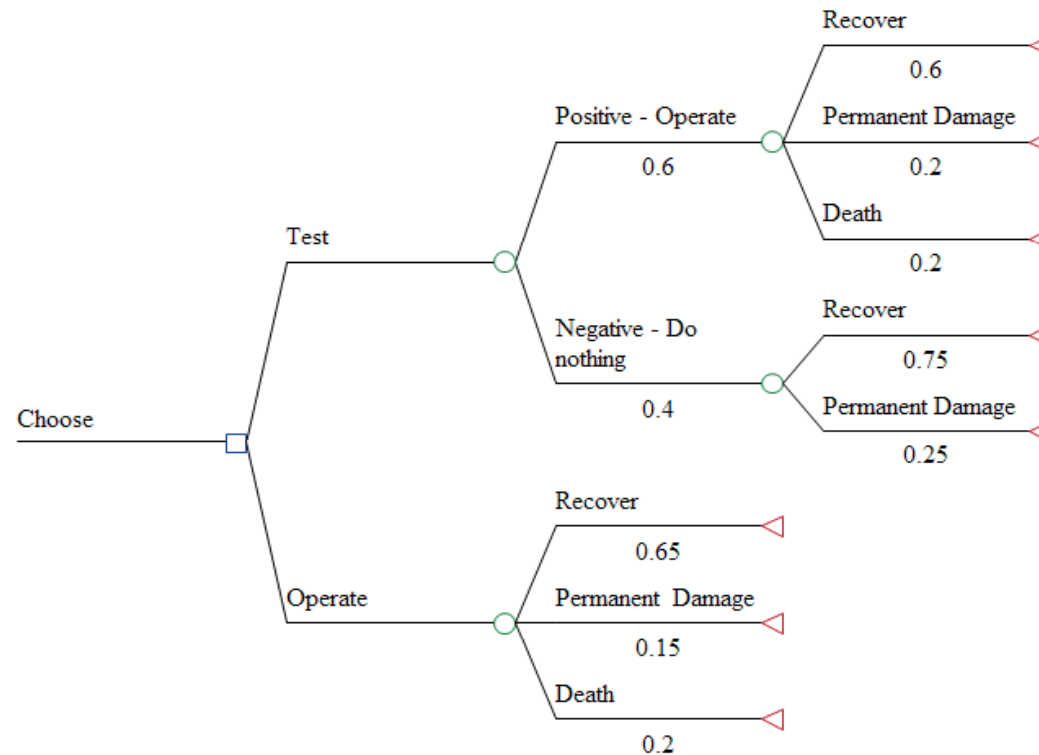 Recover
0.6
Positive - Operate
Permanent Damage
0.6
0.2
Death
Test
0.2
Recover
Negative - Do
nothing
0.75
Permanent Damage
0.4
Choose
0.25
Recover
0.65
Operate
Permanent Damage
0.15
Death
0.2